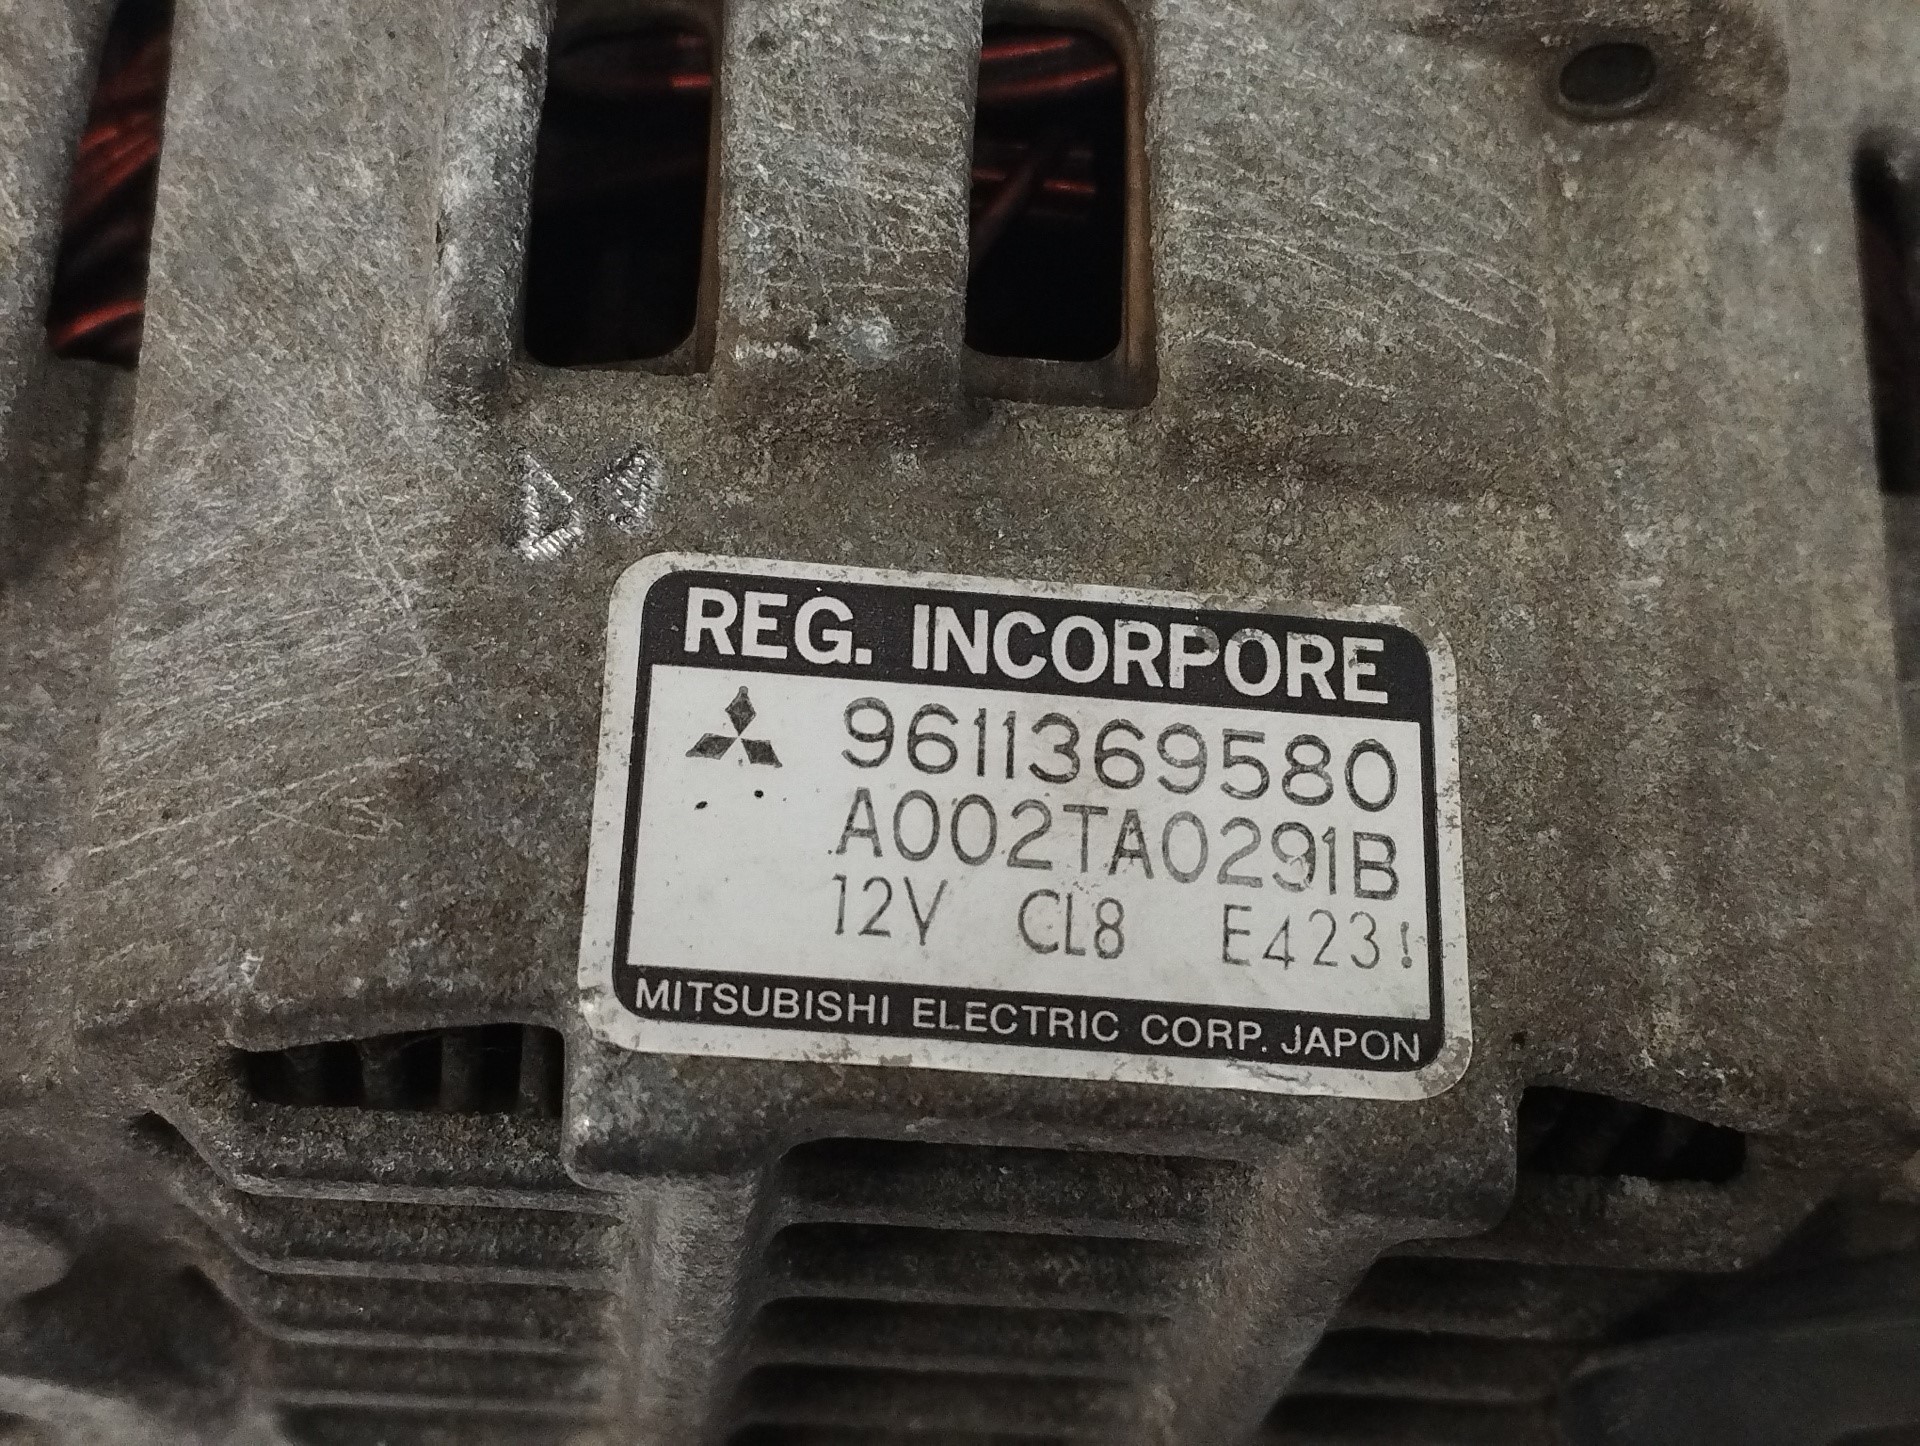 REG. INCORPORE
9611369580
A002TA0291B
12V CL8 E423!
MITSUBISHI ELECTRIC CORP. JAPON